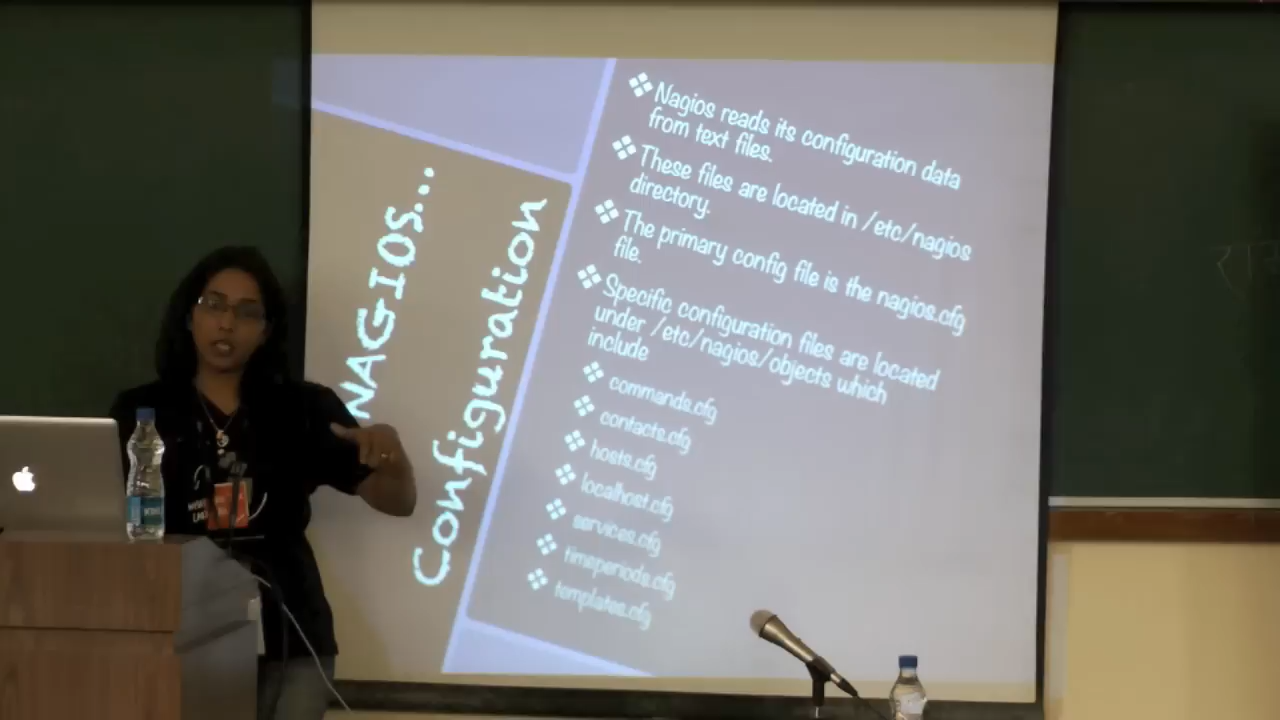 NAGIOS...
Configuration
Nagios reads its configuration data
from text files.
These files are located in /etc/nagios
directory.
The primary config file is the nagios.cfg
file.
Specific configuration files are located
under /etc/nagios/objects which
include
commands.cfg
contacts.cfg
hosts.cfg
localhost.cfg
services.cfg
timeperiods.cfg
templates.cfg